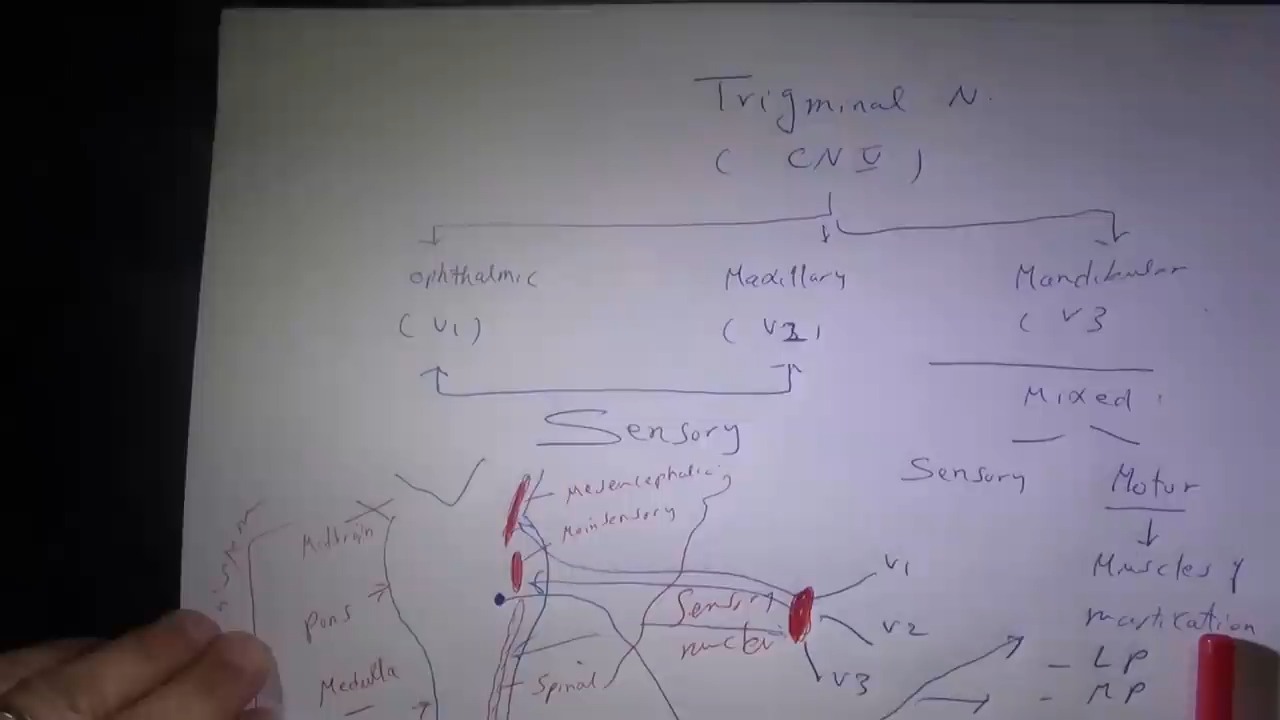 Trigminal N.
( CN V )
ophthalmic
Maxillary
Mandibular
( V1 )
( V2 )
( V3
Mixed
Sensory
Sensory
Motor
Mesencephalic
Main sensory
Midbrain
Muscles of
mastication
V1
Pons
Sensory
nuclei
V2
Medulla
Spinal
V3
- LP
- MP